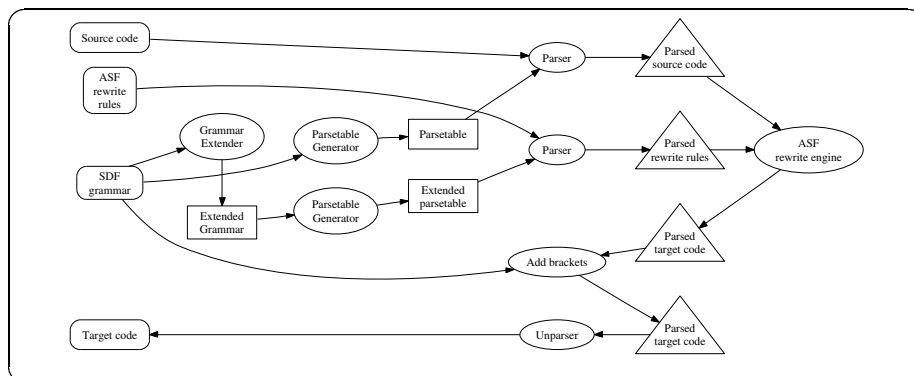 Source code
Parser
Parsed
source code
ASF
rewrite
rules
Grammar
Extender
Parsetable
Generator
Parsetable
Parser
Parsed
rewrite rules
ASF
rewrite engine
SDF
grammar
Extended
Grammar
Parsetable
Generator
Extended
parsetable
Parsed
target code
Add brackets
Target code
Unparser
Parsed
target code